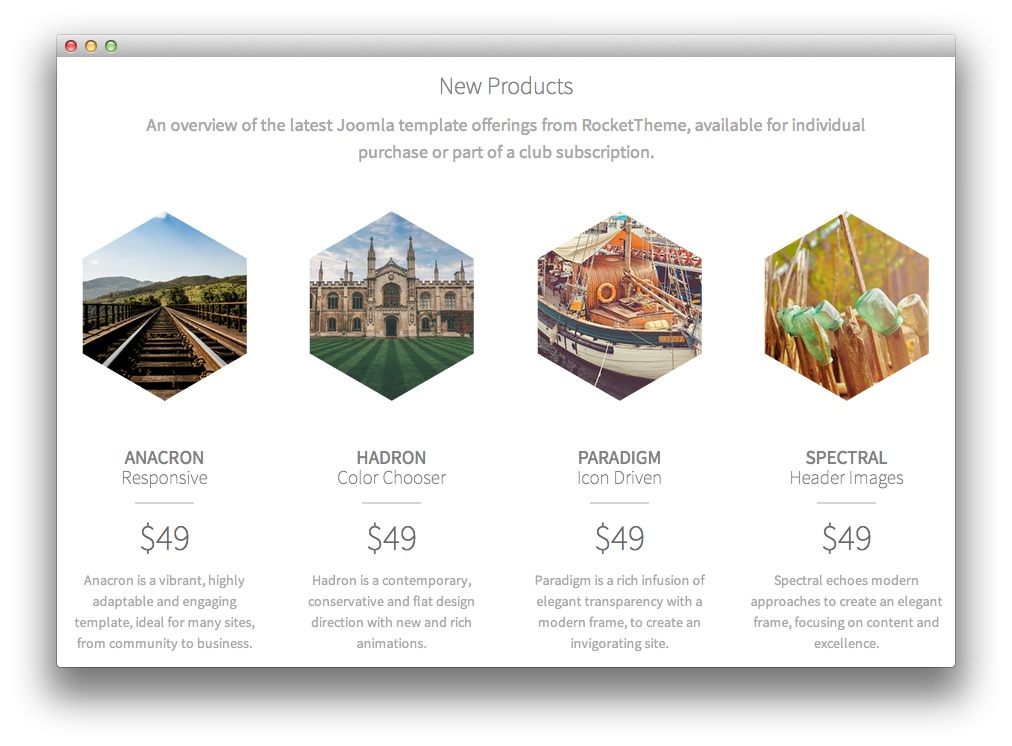 New Products
An overview of the latest Joomla template offerings from RocketTheme, available for individual
purchase or part of a club subscription.
ANACRON
Responsive
$49
Anacron is a vibrant, highly
adaptable and engaging
template, ideal for many sites,
from community to business.
HADRON
Color Chooser
$49
Hadron is a contemporary,
conservative and flat design
direction with new and rich
animations.
PARADIGM
Icon Driven
$49
Paradigm is a rich infusion of
elegant transparency with a
modern frame, to create an
invigorating site.
SPECTRAL
Header Images
$49
Spectral echoes modern
approaches to create an elegant
frame, focusing on content and
excellence.